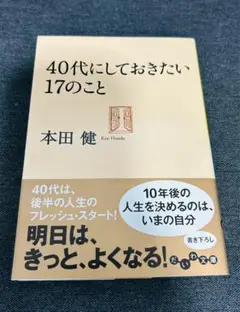 40代にしておきたい
17のこと
本田 健
Ken Honda
40代は、
後半の人生の
フレッシュ・スタート!
10年後の
人生を決めるのは、
いまの自分
明日は、
きっと、よくなる!
書き下ろし
だいわ文庫